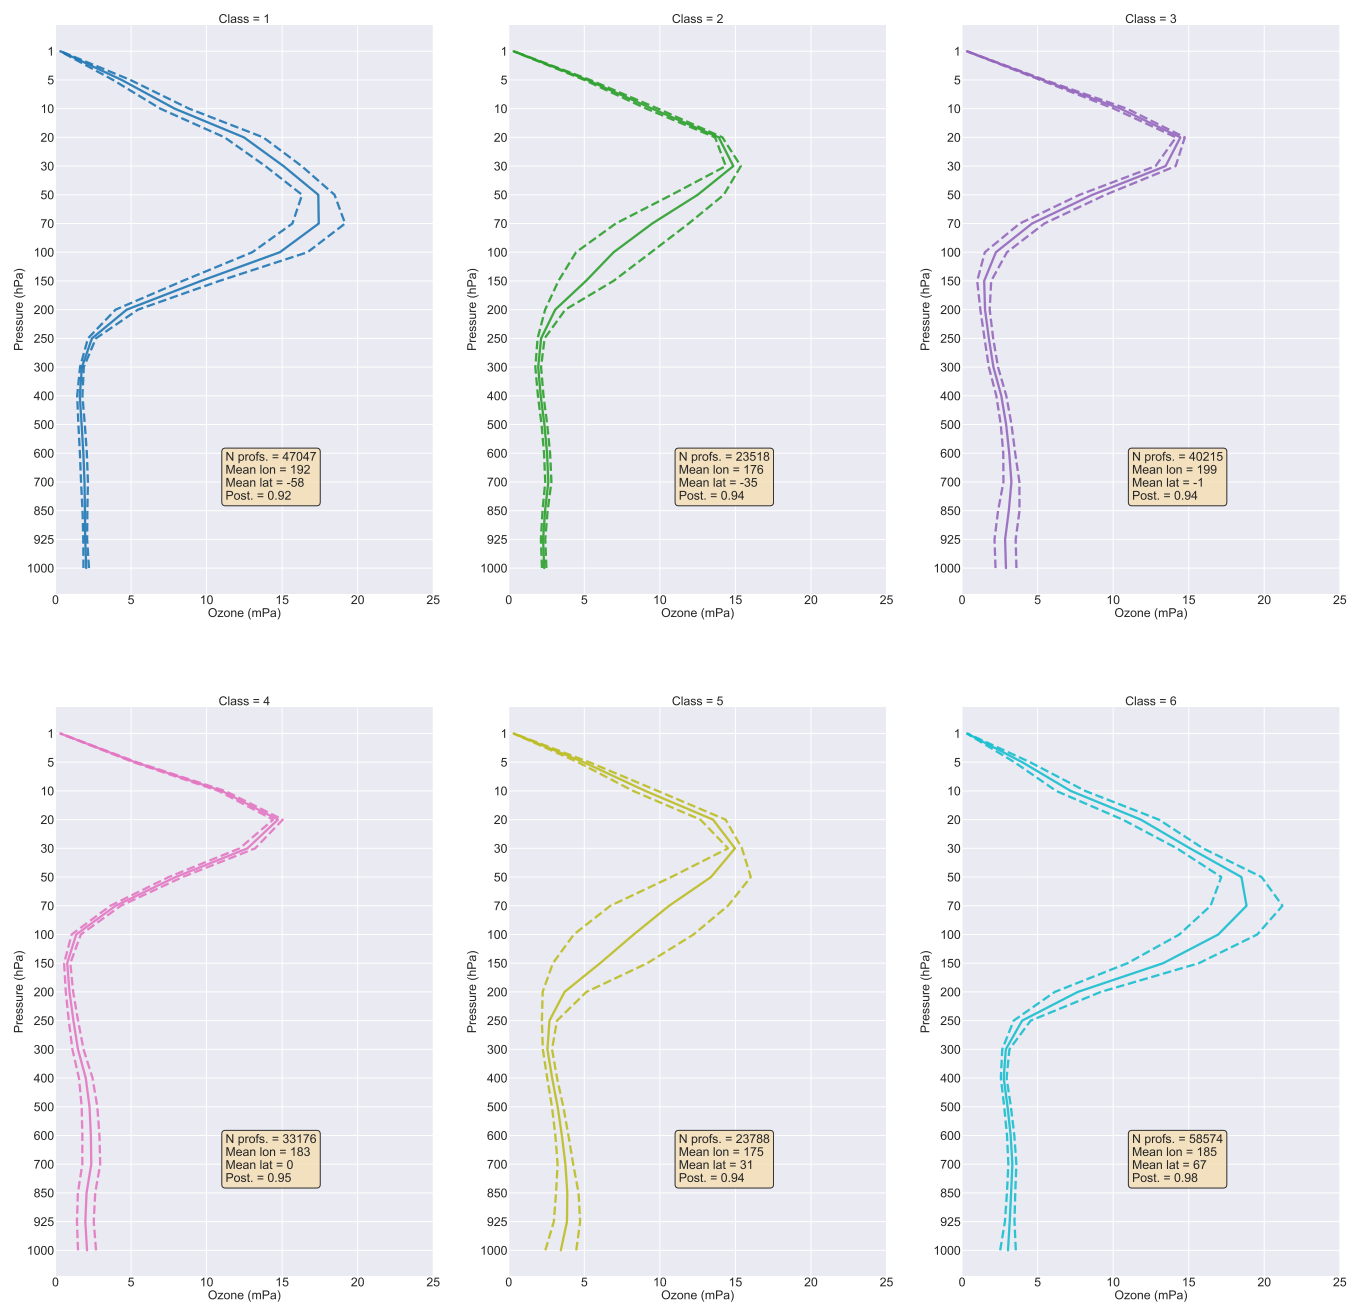 Class = 1
Class = 2
Class = 3
1
5
10
20
30
50
70
100
150
200
250
300
400
500
600
700
850
925
1000
Pressure (hPa)
N profs. = 47047
Mean lon = 192
Mean lat = -58
Post. = 0.92
0 5 10 15 20 25
Ozone (mPa)
1
5
10
20
30
50
70
100
150
200
250
300
400
500
600
700
850
925
1000
Pressure (hPa)
N profs. = 23518
Mean lon = 176
Mean lat = -35
Post. = 0.94
0 5 10 15 20 25
Ozone (mPa)
1
5
10
20
30
50
70
100
150
200
250
300
400
500
600
700
850
925
1000
Pressure (hPa)
N profs. = 40215
Mean lon = 199
Mean lat = -1
Post. = 0.94
0 5 10 15 20 25
Ozone (mPa)
Class = 4
Class = 5
Class = 6
1
5
10
20
30
50
70
100
150
200
250
300
400
500
600
700
850
925
1000
Pressure (hPa)
N profs. = 33176
Mean lon = 183
Mean lat = 0
Post. = 0.95
0 5 10 15 20 25
Ozone (mPa)
1
5
10
20
30
50
70
100
150
200
250
300
400
500
600
700
850
925
1000
Pressure (hPa)
N profs. = 23788
Mean lon = 175
Mean lat = 31
Post. = 0.94
0 5 10 15 20 25
Ozone (mPa)
1
5
10
20
30
50
70
100
150
200
250
300
400
500
600
700
850
925
1000
Pressure (hPa)
N profs. = 58574
Mean lon = 185
Mean lat = 67
Post. = 0.98
0 5 10 15 20 25
Ozone (mPa)